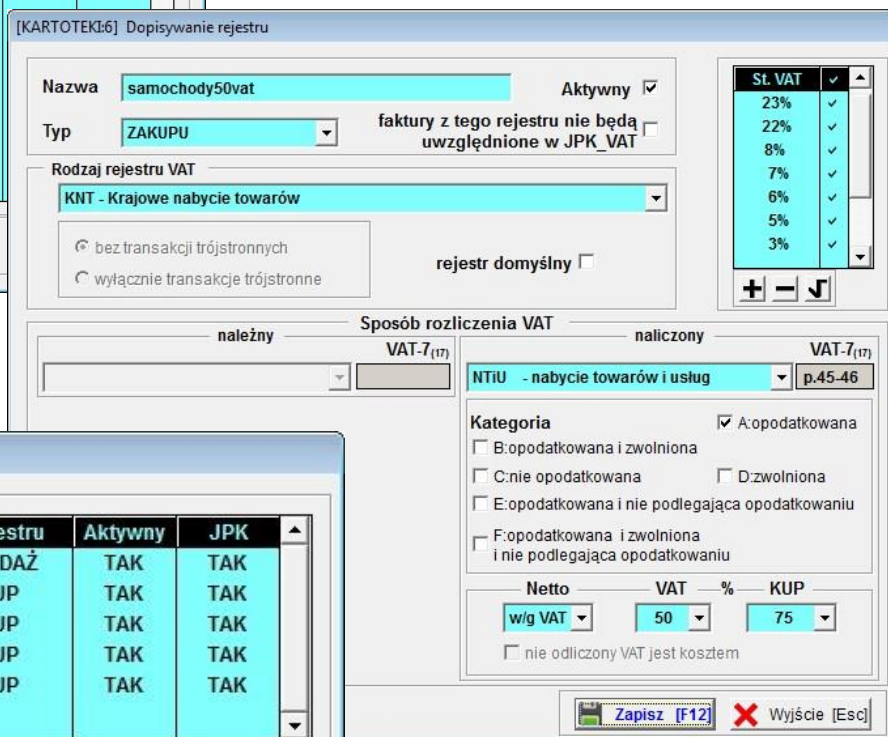 [KARTOTEKI:6] Dopisywanie rejestru
Nazwa samochody50vat Aktywny
Typ ZAKUPU faktury z tego rejestru nie będą
uwzględnione w JPK_VAT
Rodzaj rejestru VAT
KNT - Krajowe nabycie towarów
bez transakcji trójstronnych
wyłącznie transakcje trójstronne
rejestr domyślny
St. VAT
23%
22%
8%
7%
6%
5%
3%
Sposób rozliczenia VAT
należny
VAT-7(17)
naliczony
VAT-7(17)
NTiU - nabycie towarów i usług p.45-46
Kategoria A:opodatkowana
B:opodatkowana i zwolniona
C:nie opodatkowana D:zwolniona
E:opodatkowana i nie podlegająca opodatkowaniu
F:opodatkowana i zwolniona
i nie podlegająca opodatkowaniu
Netto VAT % KUP
w/g VAT 50 75
nie odliczony VAT jest kosztem
Zapisz [F12] Wyjście [Esc]
estru Aktywny JPK
DAŻ TAK TAK
UP TAK TAK
UP TAK TAK
UP TAK TAK
UP TAK TAK